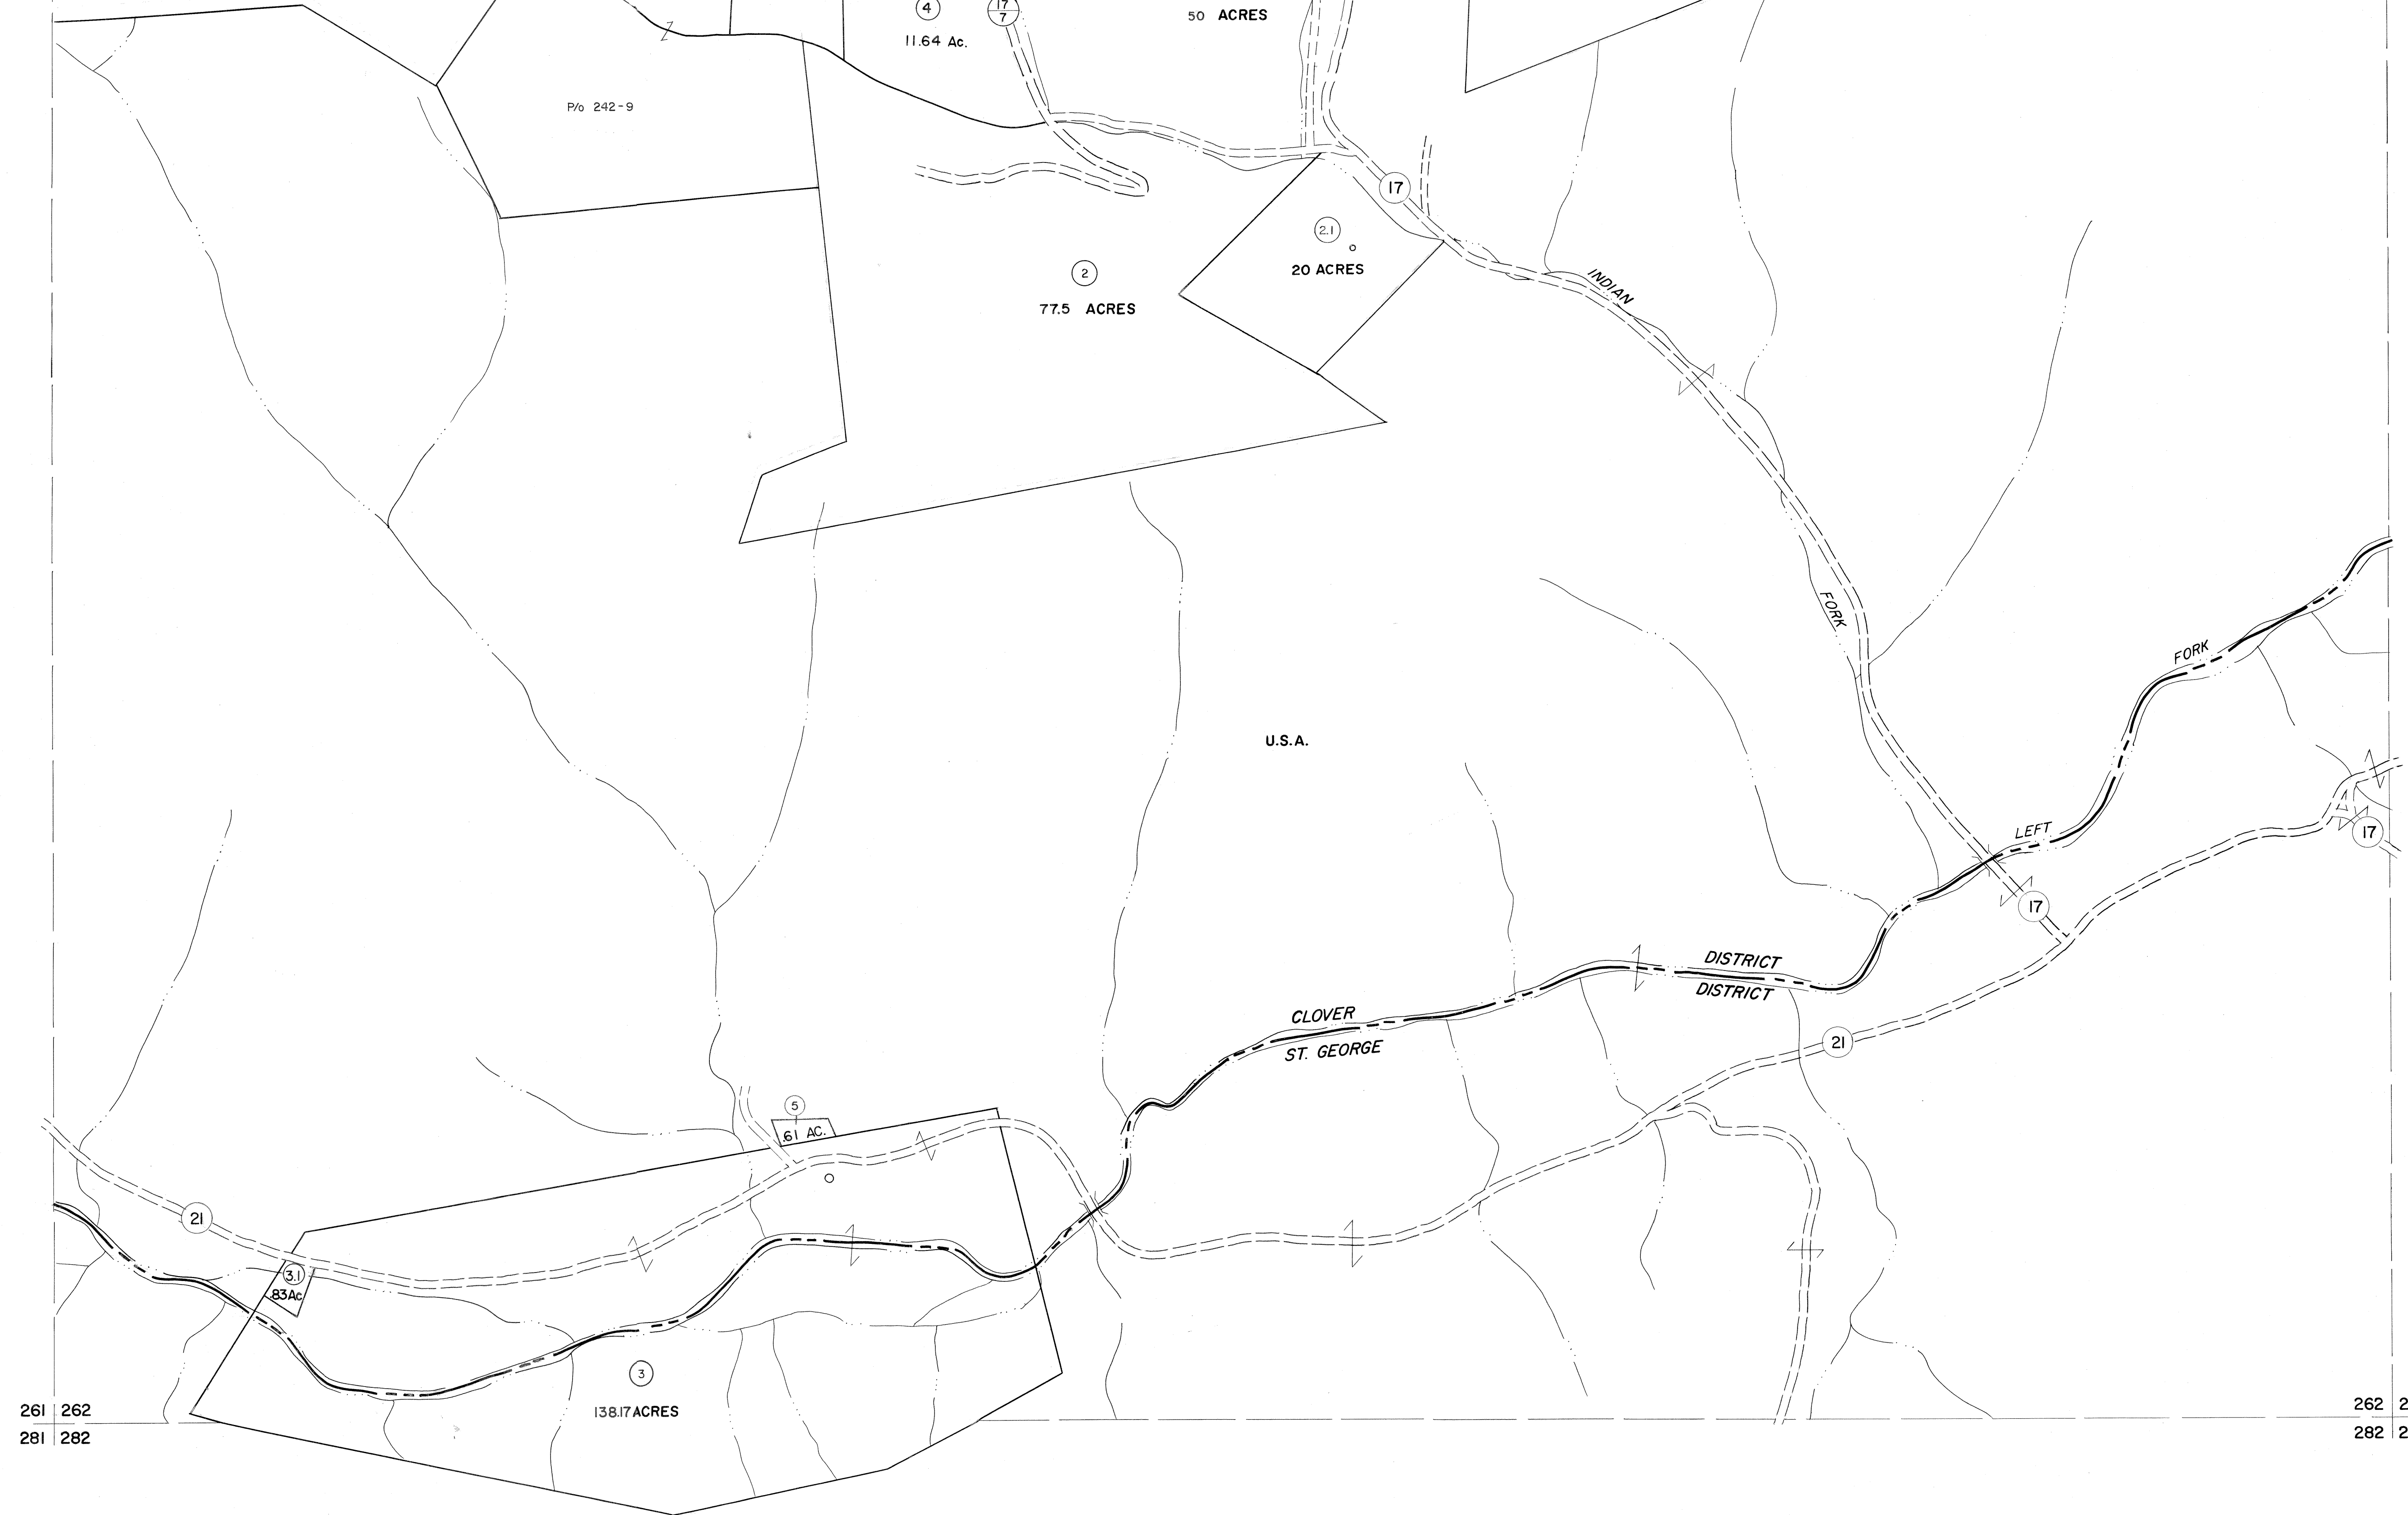 4
17
7
50 ACRES
11.64 Ac.
P/o 242-9
17
2.1
20 ACRES
2
77.5 ACRES
INDIAN
FORK
FORK
U.S.A.
LEFT
17
17
DISTRICT
DISTRICT
CLOVER
ST. GEORGE
21
5
.61 AC.
21
3.1
.83Ac
3
138.17 ACRES
261 262
281 282
262 2
282 2